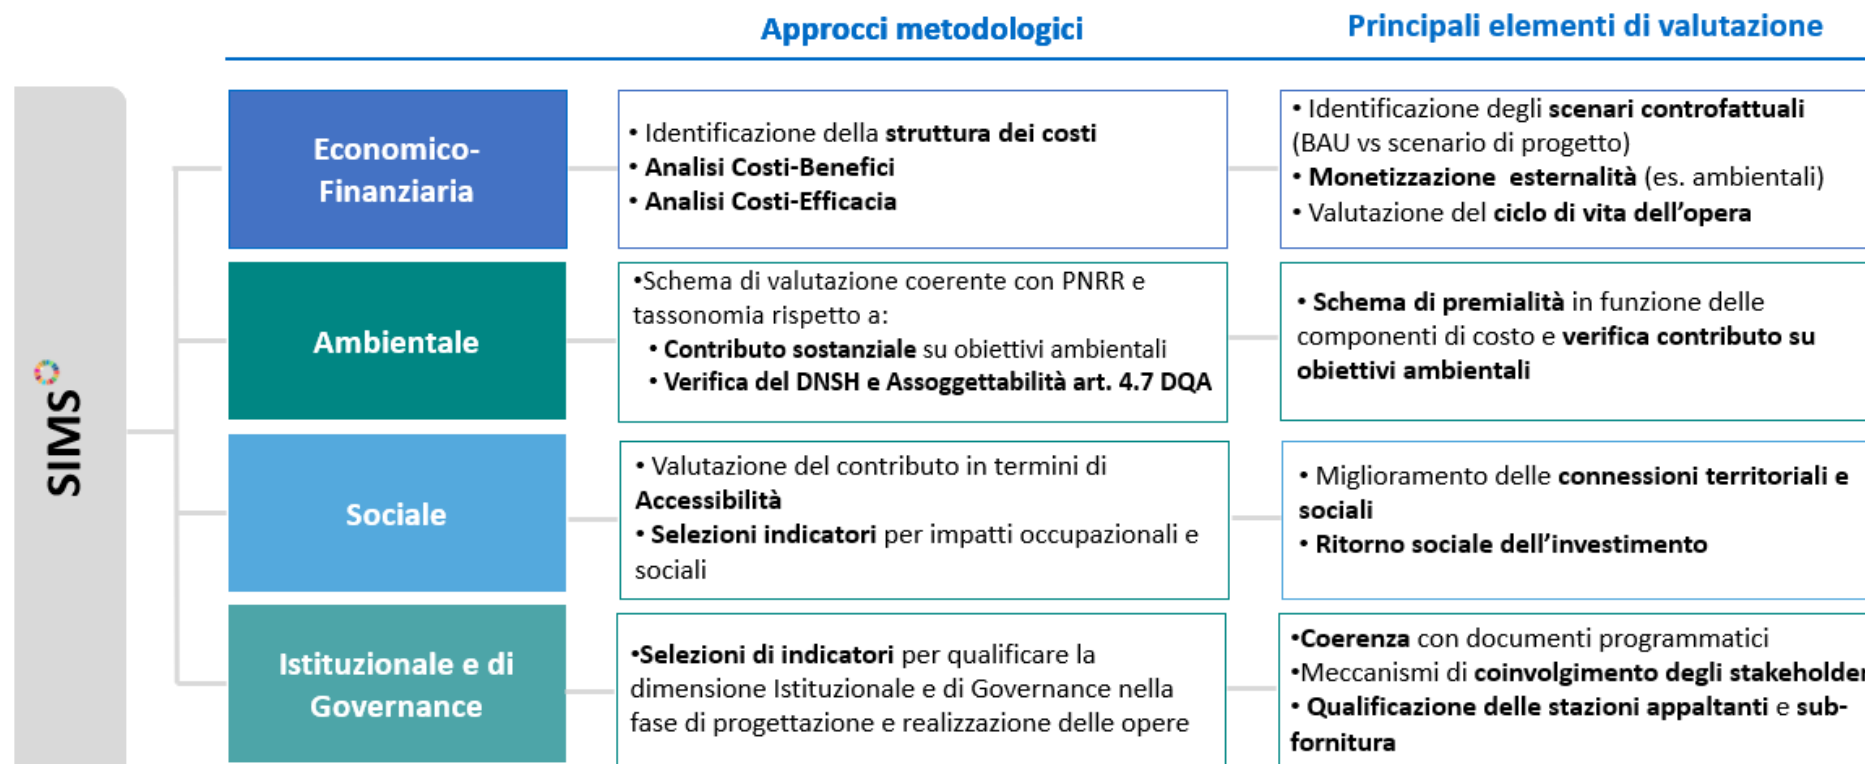 Approcci metodologici
Principali elementi di valutazione
SIMS
Economico-
Finanziaria
• Identificazione della struttura dei costi
• Analisi Costi-Benefici
• Analisi Costi-Efficacia
• Identificazione degli scenari controfattuali
(BAU vs scenario di progetto)
• Monetizzazione esternalità (es. ambientali)
• Valutazione del ciclo di vita dell'opera
Ambientale
•Schema di valutazione coerente con PNRR e
tassonomia rispetto a:
• Contributo sostanziale su obiettivi ambientali
• Verifica del DNSH e Assoggettabilità art. 4.7 DQA
• Schema di premialità in funzione delle
componenti di costo e verifica contributo su
obiettivi ambientali
Sociale
• Valutazione del contributo in termini di
Accessibilità
• Selezioni indicatori per impatti occupazionali e
sociali
• Miglioramento delle connessioni territoriali e
sociali
• Ritorno sociale dell'investimento
Istituzionale e di
Governance
•Selezioni di indicatori per qualificare la
dimensione Istituzionale e di Governance nella
fase di progettazione e realizzazione delle opere
•Coerenza con documenti programmatici
•Meccanismi di coinvolgimento degli stakeholder
• Qualificazione delle stazioni appaltanti e sub-
fornitura